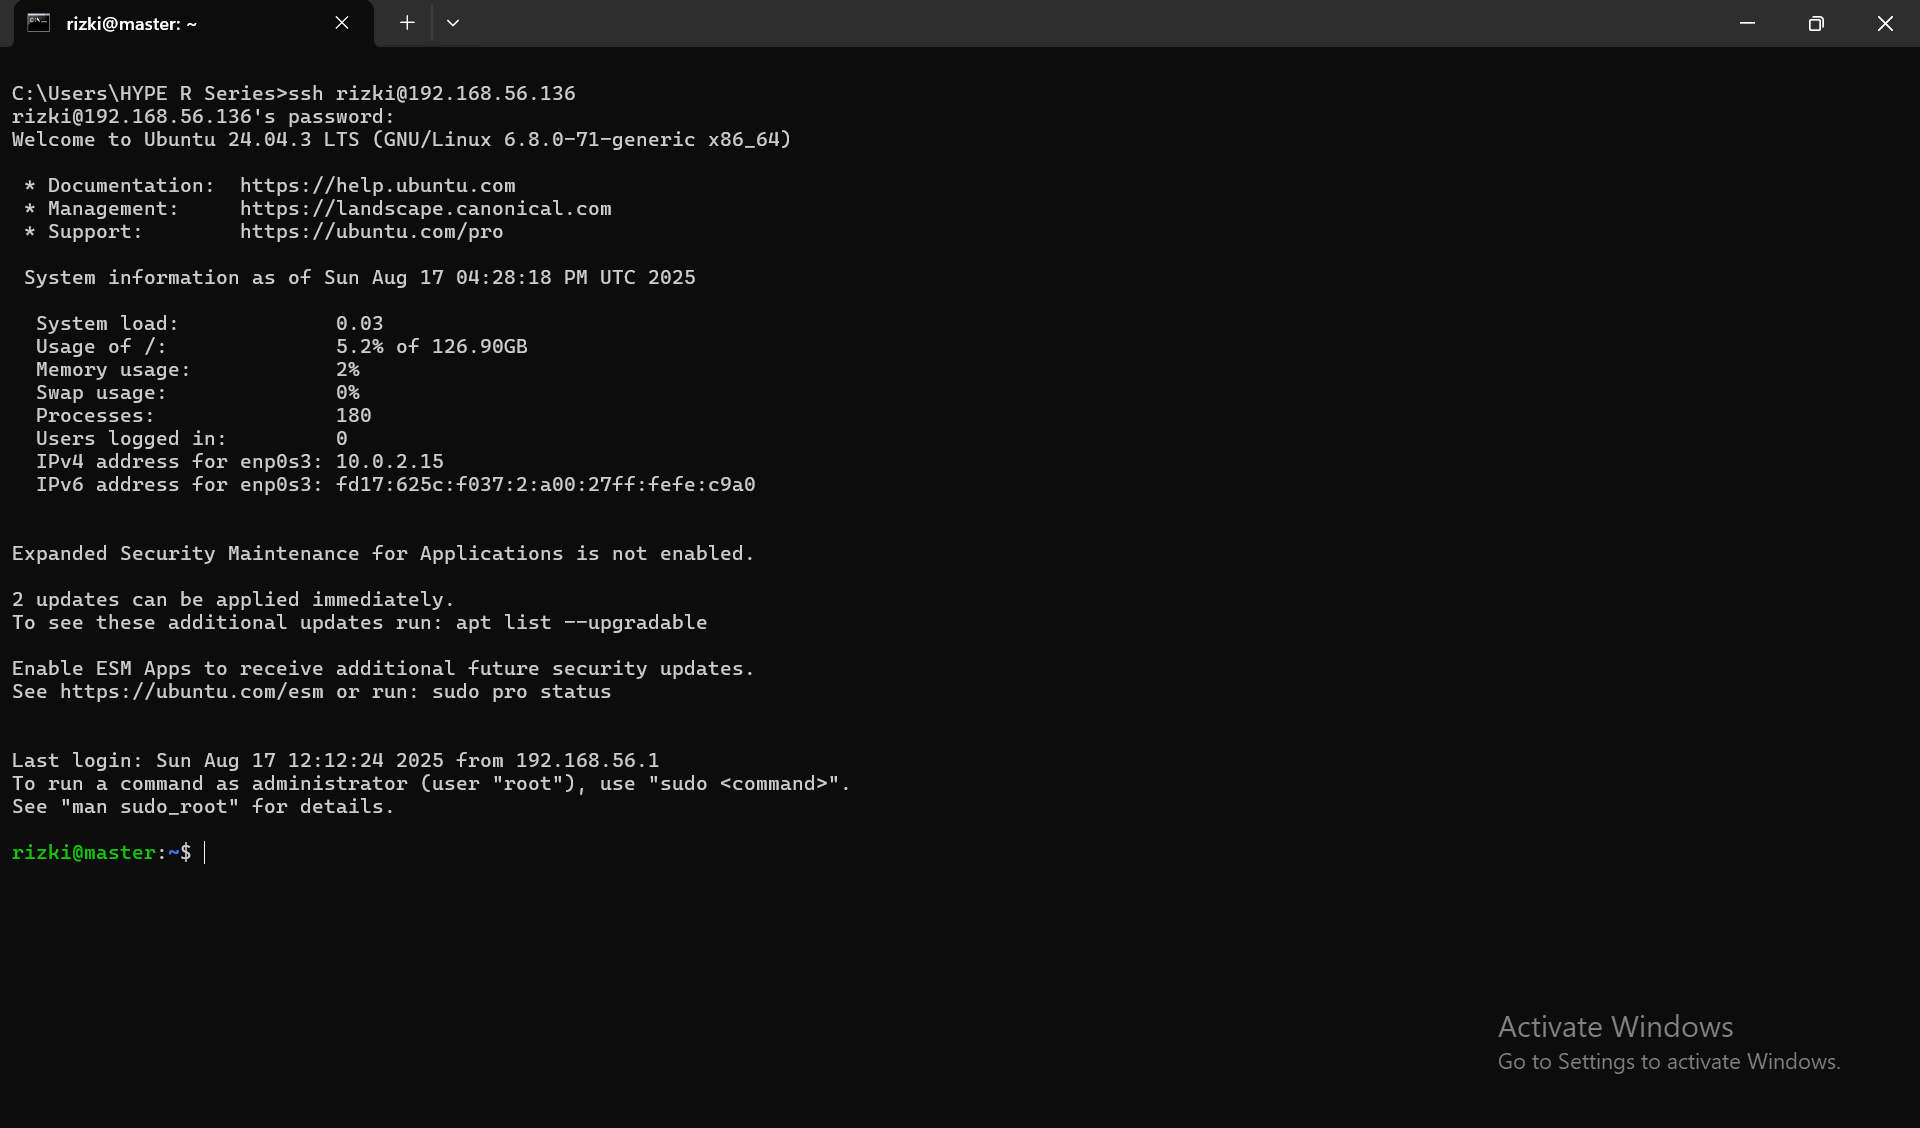 rizki@master: ~
C:\Users\HYPE R Series>ssh rizki@192.168.56.136
rizki@192.168.56.136's password:
Welcome to Ubuntu 24.04.3 LTS (GNU/Linux 6.8.0-71-generic x86_64)
* Documentation:  https://help.ubuntu.com
* Management:     https://landscape.canonical.com
* Support:        https://ubuntu.com/pro
System information as of Sun Aug 17 04:28:18 PM UTC 2025
System load:             0.03
Usage of /:              5.2% of 126.90GB
Memory usage:            2%
Swap usage:              0%
Processes:               180
Users logged in:         0
IPv4 address for enp0s3: 10.0.2.15
IPv6 address for enp0s3: fd17:625c:f037:2:a00:27ff:fefe:c9a0
Expanded Security Maintenance for Applications is not enabled.
2 updates can be applied immediately.
To see these additional updates run: apt list --upgradable
Enable ESM Apps to receive additional future security updates.
See https://ubuntu.com/esm or run: sudo pro status
Last login: Sun Aug 17 12:12:24 2025 from 192.168.56.1
To run a command as administrator (user "root"), use "sudo <command>".
See "man sudo_root" for details.
rizki@master:~$
Activate Windows
Go to Settings to activate Windows.